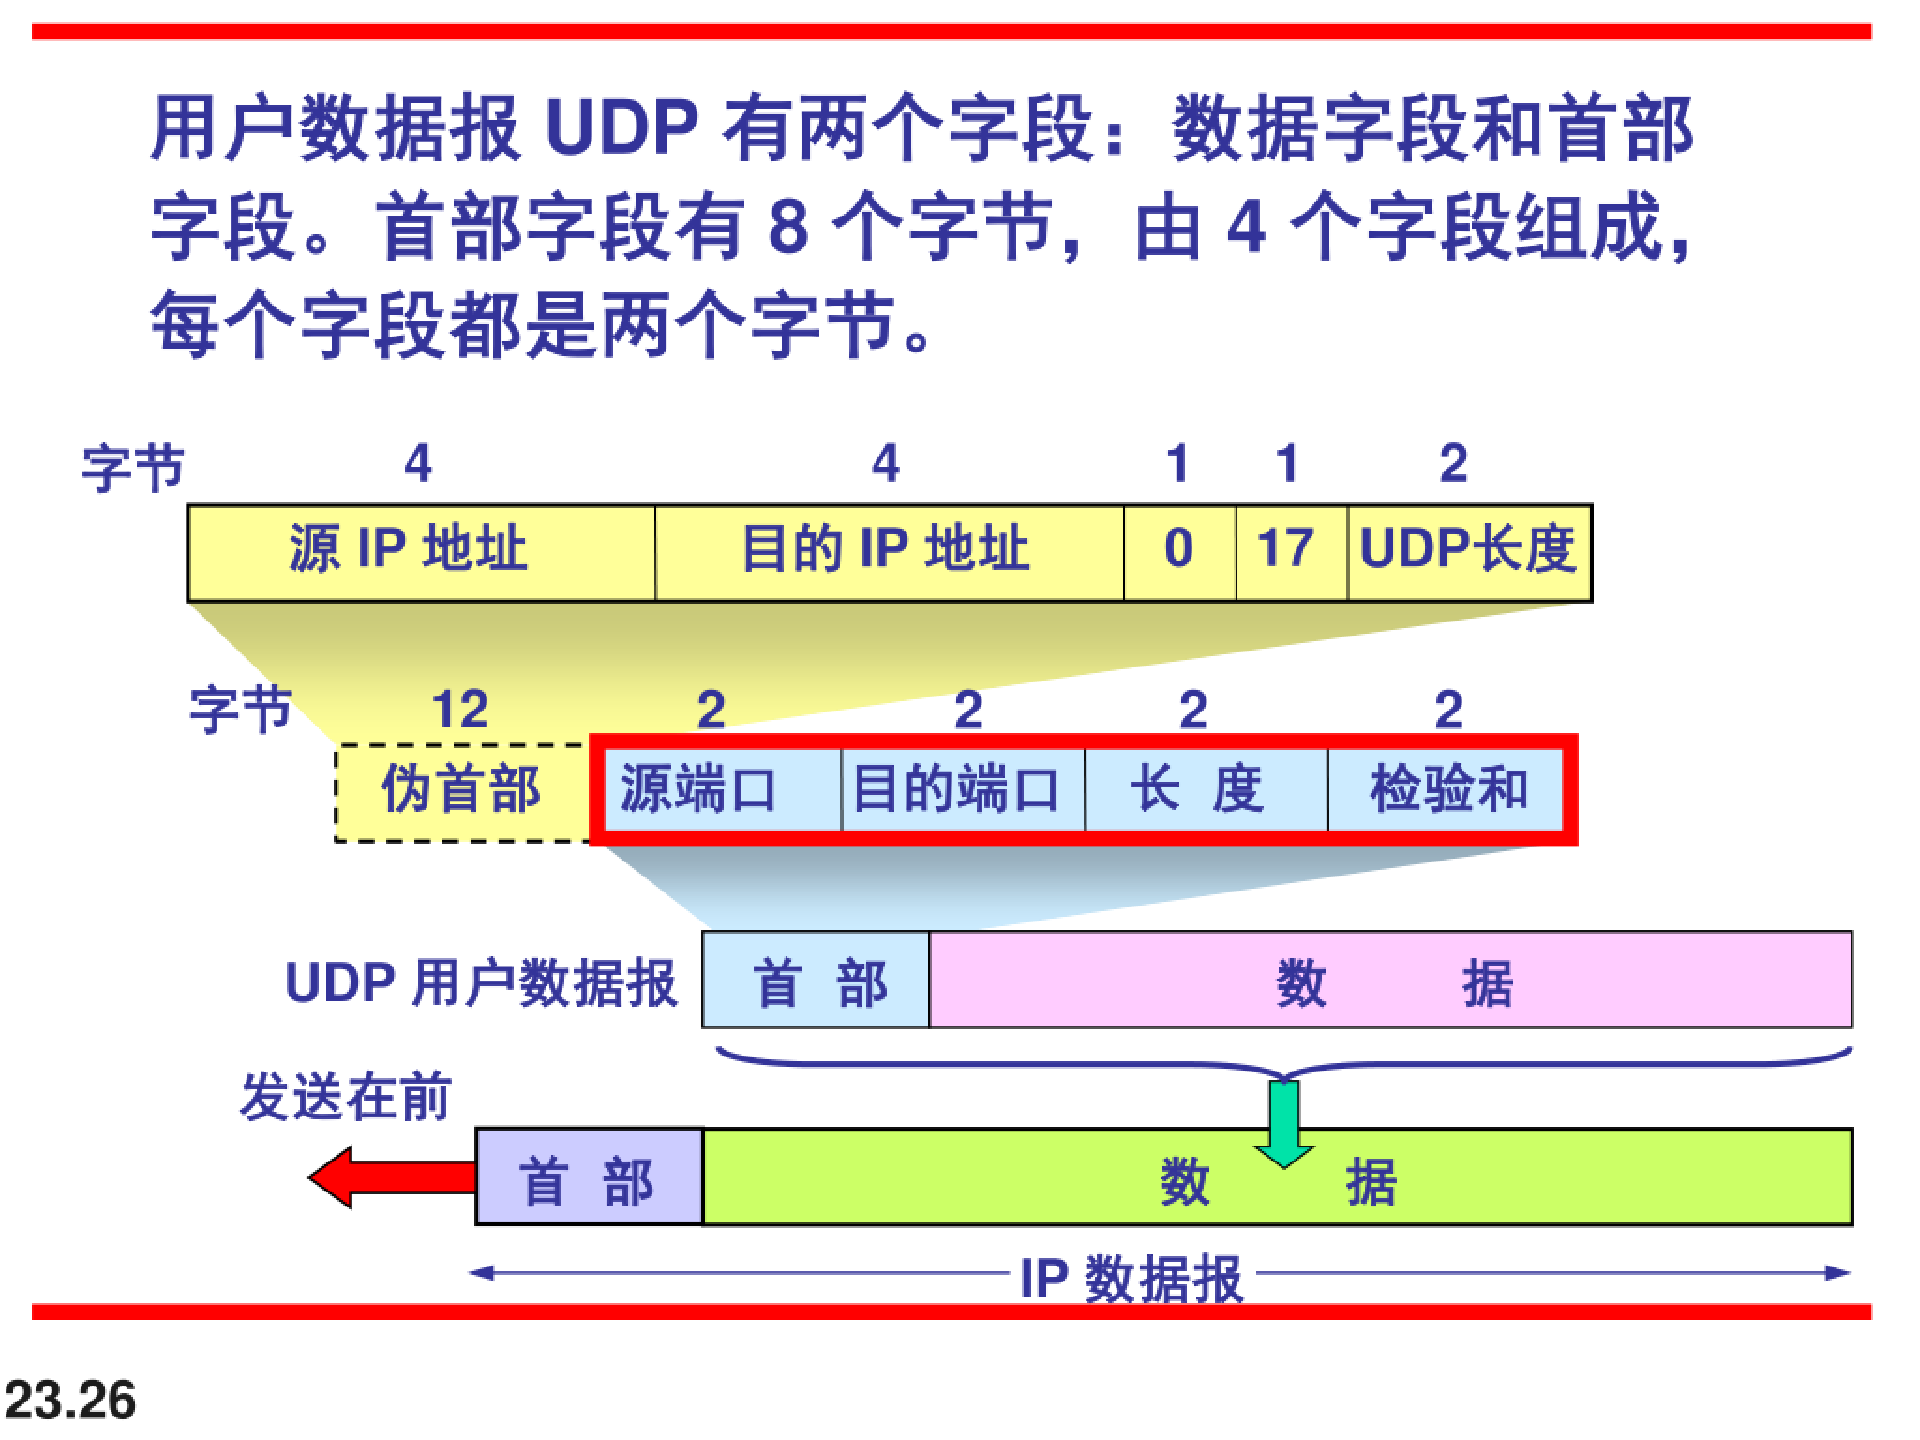 用户数据报 UDP 有两个字段：数据字段和首部
字段。首部字段有 8 个字节，由 4 个字段组成，
每个字段都是两个字节。
字节 4 4 1 1 2
源 IP 地址 目的 IP 地址 0 17 UDP长度
字节 12 2 2 2 2
伪首部 源端口 目的端口 长 度 检验和
UDP 用户数据报 首 部 数 据
发送在前
首 部 数 据
IP 数据报
23.26